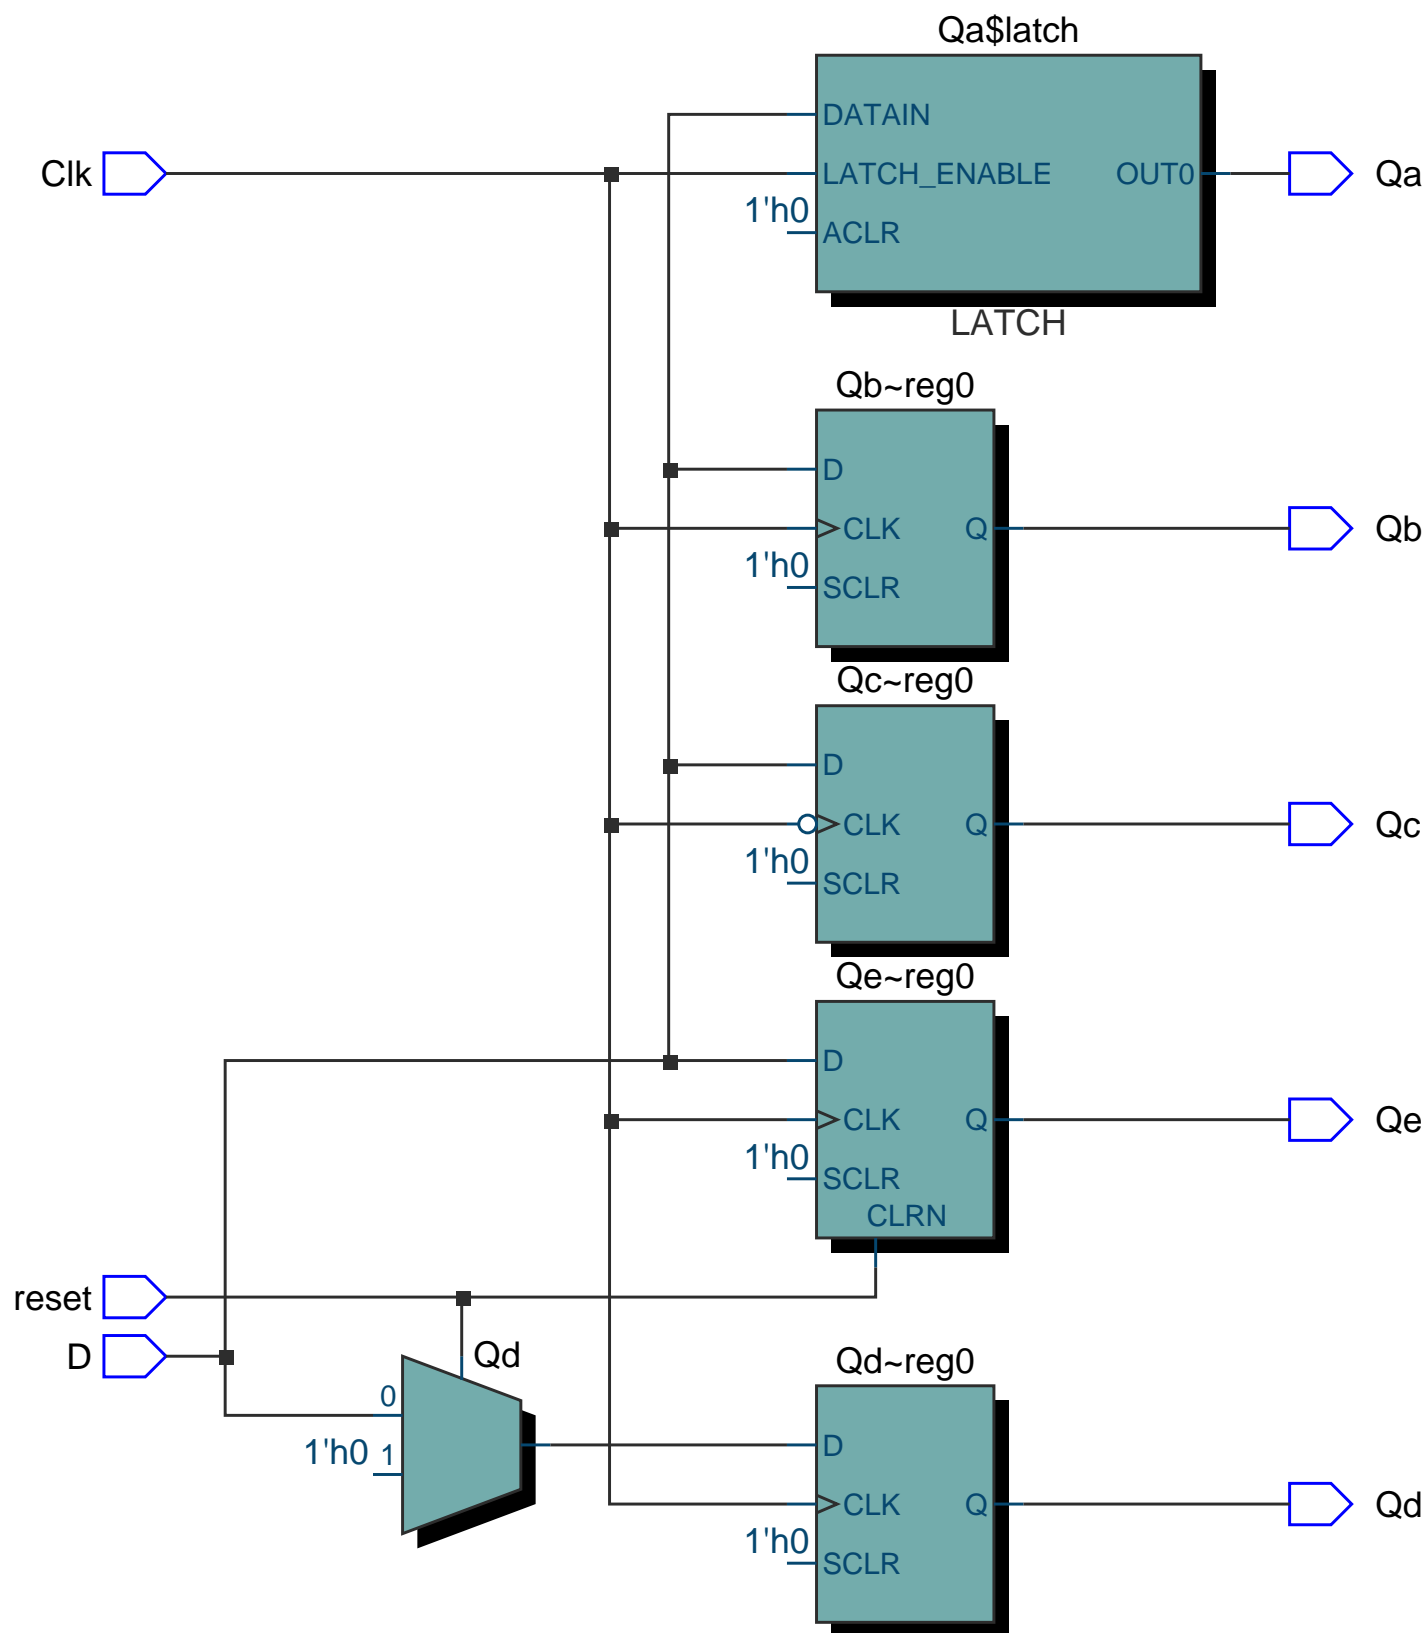 Qa$latch
DATAIN
Clk
LATCH_ENABLE
OUT0
Qa
1'h0
ACLR
LATCH
Qb~reg0
D
CLK
Q
Qb
1'h0
SCLR
Qc~reg0
D
CLK
Q
Qc
1'h0
SCLR
Qe~reg0
D
CLK
Q
Qe
1'h0
SCLR
CLRN
reset
D
Qd
0
1'h0
1
Qd~reg0
D
CLK
Q
Qd
1'h0
SCLR